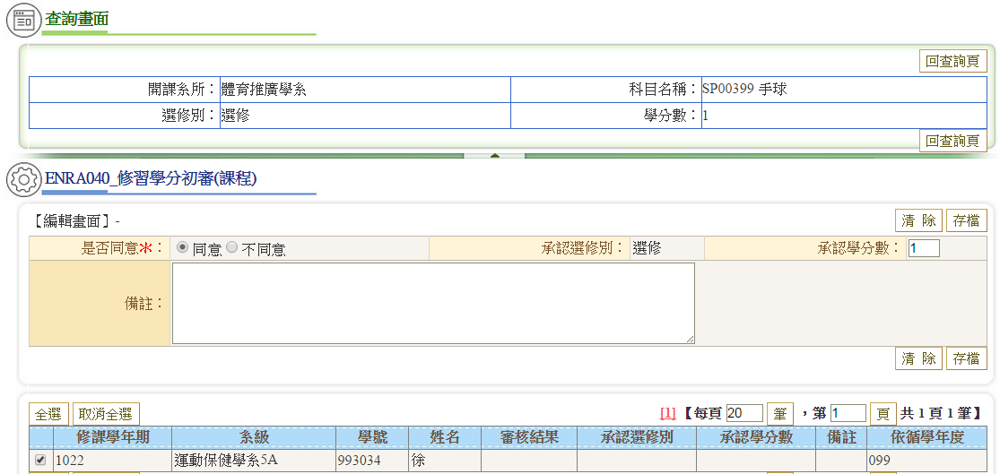 查詢畫面
回查詢頁
開課系所： 體育推廣學系 科目名稱： SP00399 手球
選修別： 選修 學分數： 1
回查詢頁
ENRA040_修習學分初審(課程)
【編輯畫面】- 清 除 存檔
是否同意＊： 同意 不同意 承認選修別： 選修 承認學分數： 1
備註：
清 除 存檔
全選 取消全選 [1]【每頁 20 筆 ，第 1 頁 共 1 頁 1 筆】
修課學年期 系級 學號 姓名 審核結果 承認選修別 承認學分數 備註 依循學年度
1022 運動保健學系5A 993034 徐 099